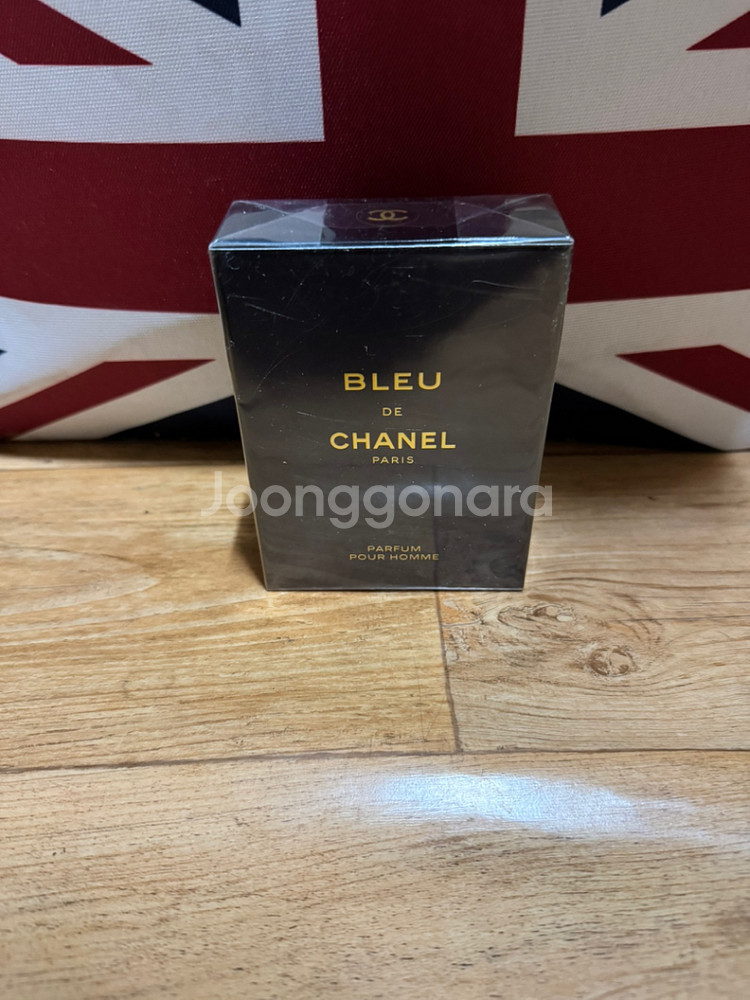 BLEU
DE
CHANEL
PARIS
Joonggonara
PARFUM
POUR HOMME